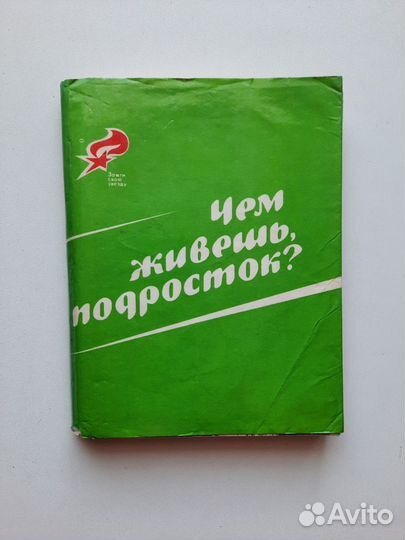 Зажги
свою
звезду
Чем
живешь,
подросток?
Avito